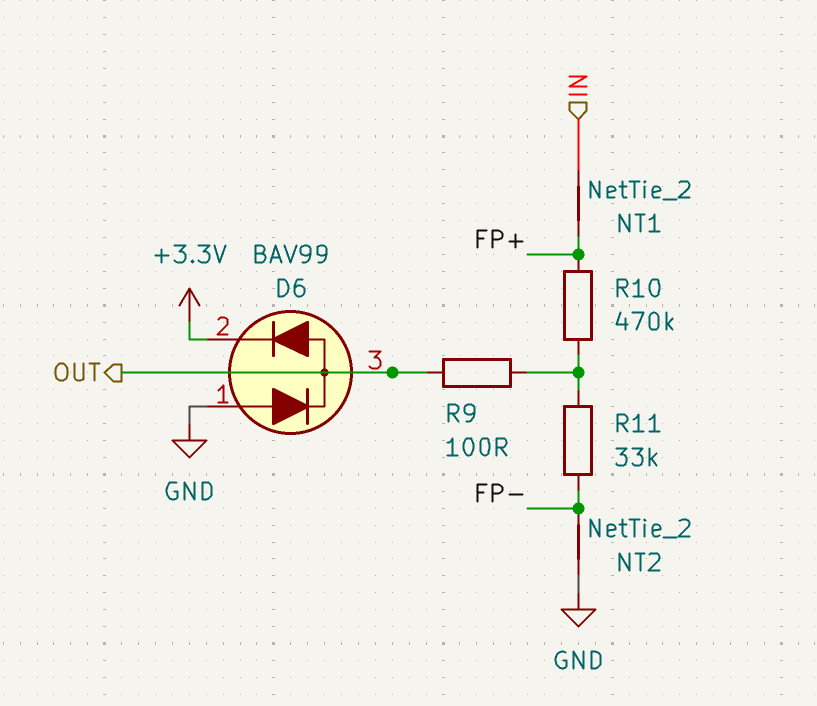 IN
NetTie_2
NT1
FP+
+3.3V
BAV99
D6
R10
470k
2
3
OUT
1
R9
100R
R11
33k
GND
FP-
NetTie_2
NT2
GND